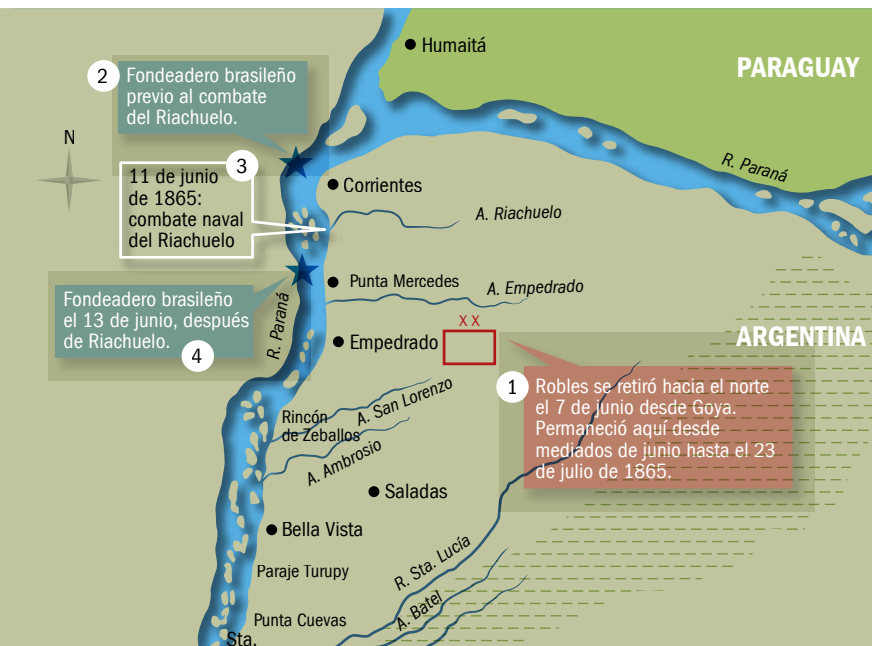 Humaitá
PARAGUAY
2
Fondeadero brasileño
previo al combate
del Riachuelo.
N
3
11 de junio
de 1865:
combate naval
del Riachuelo
R. Paraná
Corrientes
A. Riachuelo
Punta Mercedes
A. Empedrado
Fondeadero brasileño
el 13 de junio, después
de Riachuelo.
4
R. Paraná
Empedrado
XX
ARGENTINA
1
Robles se retiró hacia el norte
el 7 de junio desde Goya.
Permaneció aquí desde
mediados de junio hasta el 23
de julio de 1865.
Rincón
de Zeballos
A. San Lorenzo
A. Ambrosio
Saladas
Bella Vista
R. Sta. Lucía
Paraje Turupy
A. Batel
Punta Cuevas
Sta.